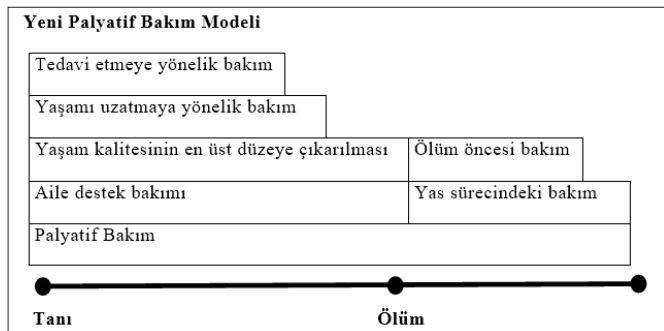 Yeni Palyatif Bakım Modeli
Tedavi etmeye yönelik bakım
Yaşamı uzatmaya yönelik bakım
Yaşam kalitesinin en üst düzeye çıkarılması Ölüm öncesi bakım
Aile destek bakımı Yas sürecindeki bakım
Palyatif Bakım
Tanı Ölüm